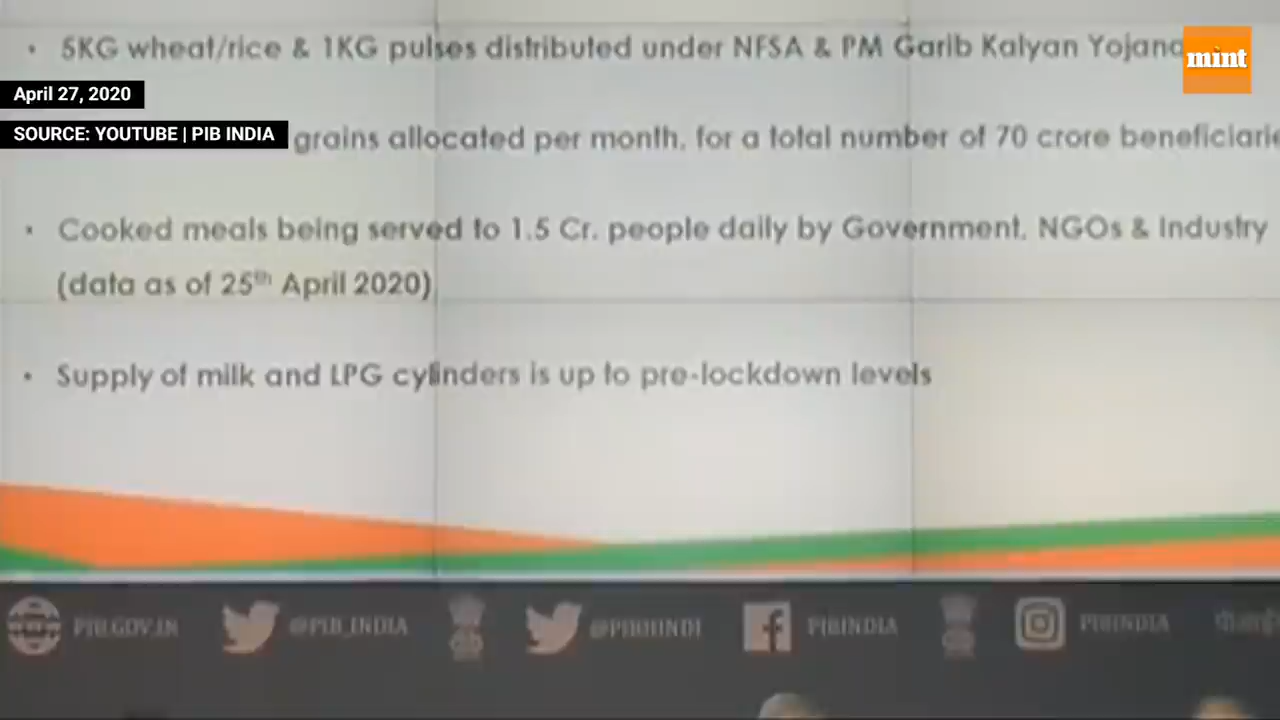 5KG wheat/rice & 1KG pulses distributed under NFSA & PM Garib Kalyan Yojana
mint
April 27, 2020
SOURCE: YOUTUBE | PIB INDIA
grains allocated per month, for a total number of 70 crore beneficiarie
Cooked meals being served to 1.5 Cr. people daily by Government, NGOs & Industry
(data as of 25th April 2020)
Supply of milk and LPG cylinders is up to pre-lockdown levels
PIB.GOV.IN @PIB_INDIA @PIBHINDI PIBINDIA PIBINDIA